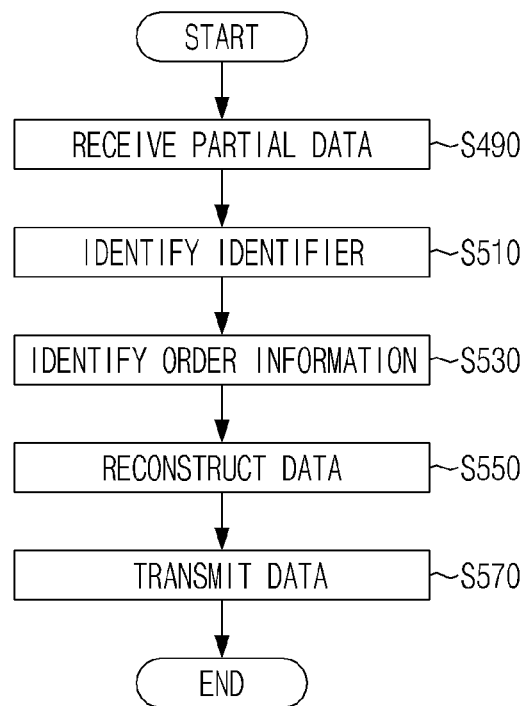 START
RECEIVE PARTIAL DATA
S490
IDENTIFY IDENTIFIER
S510
IDENTIFY ORDER INFORMATION
S530
RECONSTRUCT DATA
S550
TRANSMIT DATA
S570
END